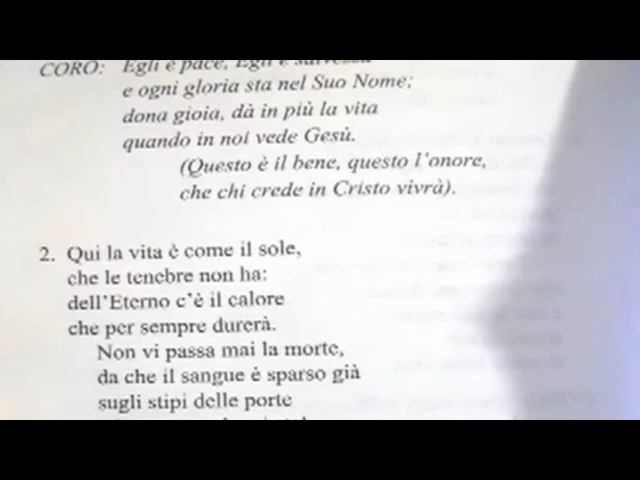 CORO: Egli è pace, Egli è salvezza
e ogni gloria sta nel Suo Nome;
dona gioia, dà in più la vita
quando in noi vede Gesù.
(Questo è il bene, questo l'onore,
che chi crede in Cristo vivrà).
2. Qui la vita è come il sole,
che le tenebre non ha:
dell'Eterno c'è il calore
che per sempre durerà.
Non vi passa mai la morte,
da che il sangue è sparso già
sugli stipi delle porte